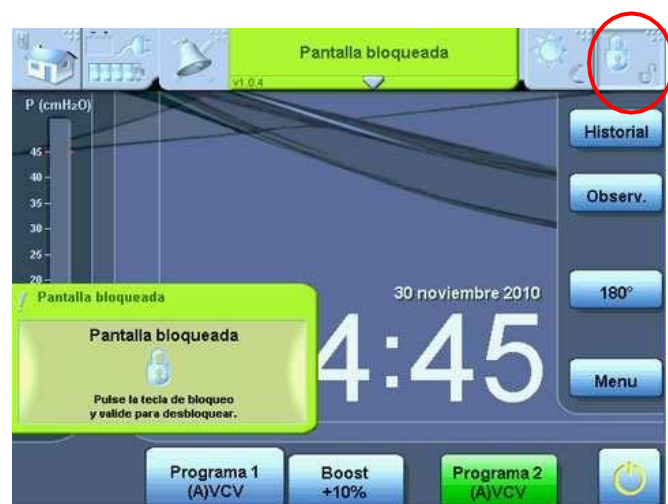 Pantalla bloqueada
v1.0.4
P (cmH₂O)
45
40
35
30
25
20
Historial
Observ.
180°
Menu
30 noviembre 2010
4:45
Pantalla bloqueada
Pantalla bloqueada
Pulse la tecla de bloqueo
y valide para desbloquear.
Programa 1
(A)VCV
Boost
+10%
Programa 2
(A)VCV